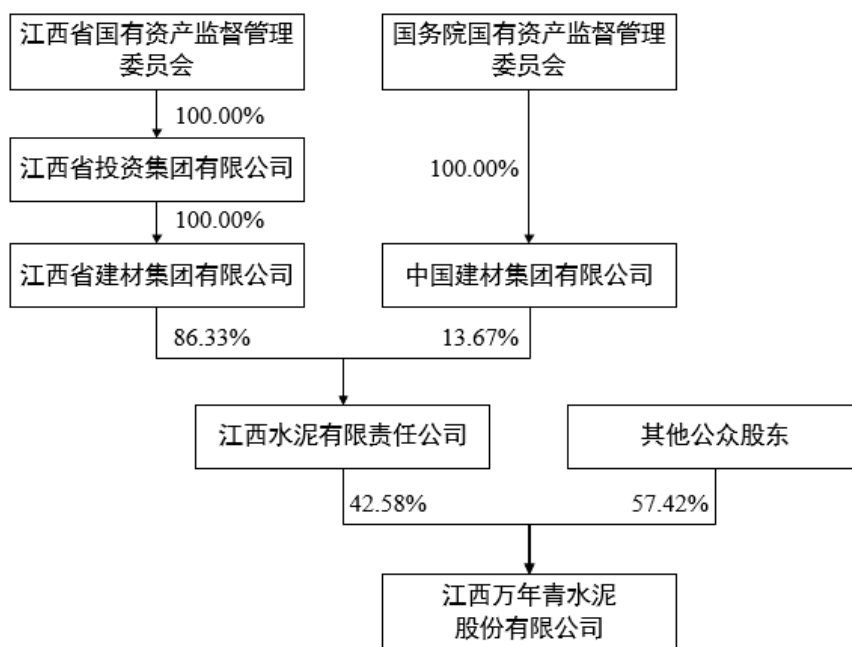 江西省国有资产监督管理
委员会
国务院国有资产监督管理
委员会
100.00%
江西省投资集团有限公司
100.00%
100.00%
江西省建材集团有限公司
中国建材集团有限公司
86.33%
13.67%
江西水泥有限责任公司
其他公众股东
42.58%
57.42%
江西万年青水泥
股份有限公司